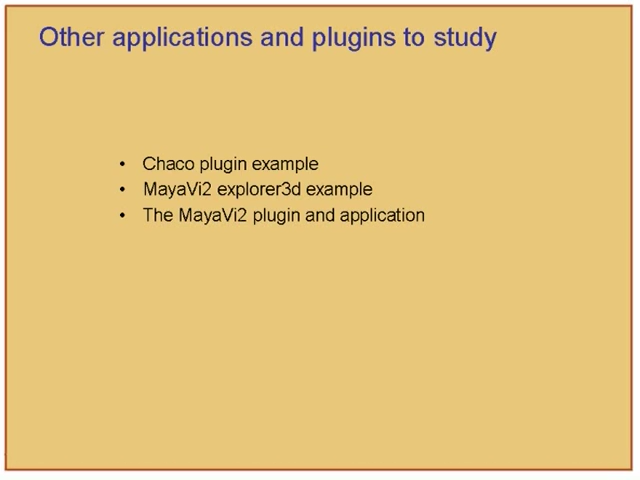 Other applications and plugins to study
• Chaco plugin example
• MayaVi2 explorer3d example
• The MayaVi2 plugin and application